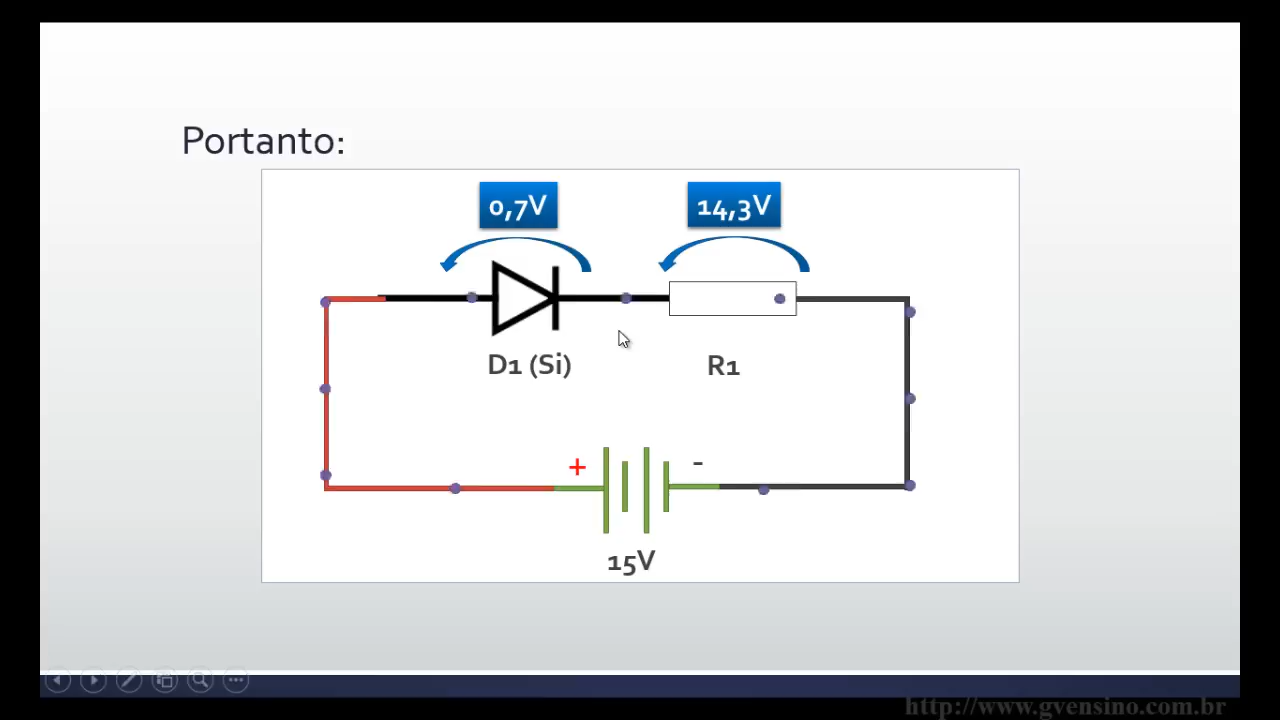 Portanto:
0,7V
14,3V
D1 (Si)
R1
+
-
15V
http://www.gvensino.com.br